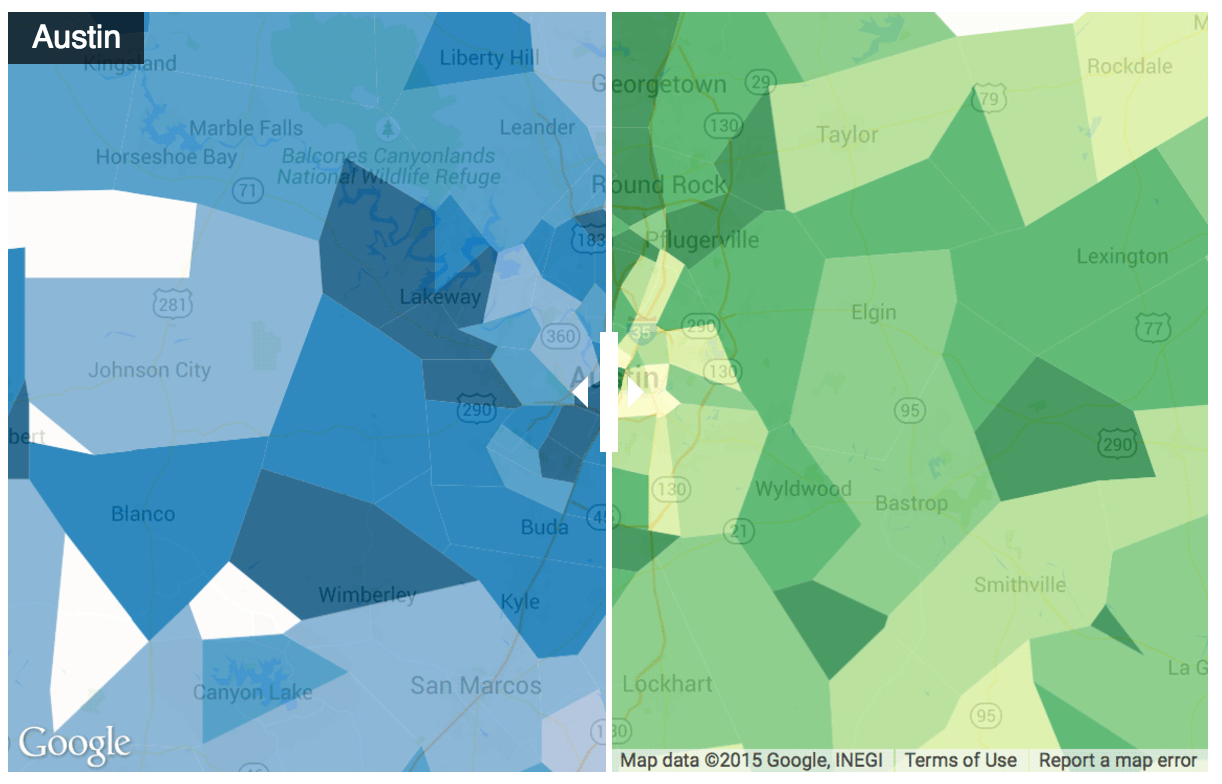 Austin
Kingsland
Liberty Hill
Georgetown
29
Rockdale
79
130
Marble Falls
Leander
Taylor
Horseshoe Bay
Balcones Canyonlands
National Wildlife Refuge
71
Round Rock
183
Pflugerville
Lexington
281
Lakeway
Elgin
360
35
290
77
Johnson City
130
290
95
290
Blanco
130
Wyldwood
Bastrop
Buda
45
21
Wimberley
Kyle
Smithville
Canyon Lake
San Marcos
Lockhart
La G
95
130
Google
Map data ©2015 Google, INEGI
Terms of Use
Report a map error